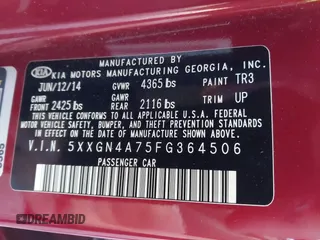 MANUFACTURED BY
KIA KIA MOTORS MANUFACTURING GEORGIA, INC.
JUN/12/14 GVWR 4365 lbs PAINT TR3
GAWR FRONT 2425 lbs GAWR REAR 2116 lbs TRIM UP
THIS VEHICLE CONFORMS TO ALL APPLICABLE FEDERAL MOTOR
VEHICLE SAFETY, BUMPER, AND THEFT PREVENTION STANDARDS
IN EFFECT ON THE DATE OF MANUFACTURE SHOWN ABOVE.
V.I.N. 5XXGN4A75FG364506
PASSENGER CAR
DREAMBID